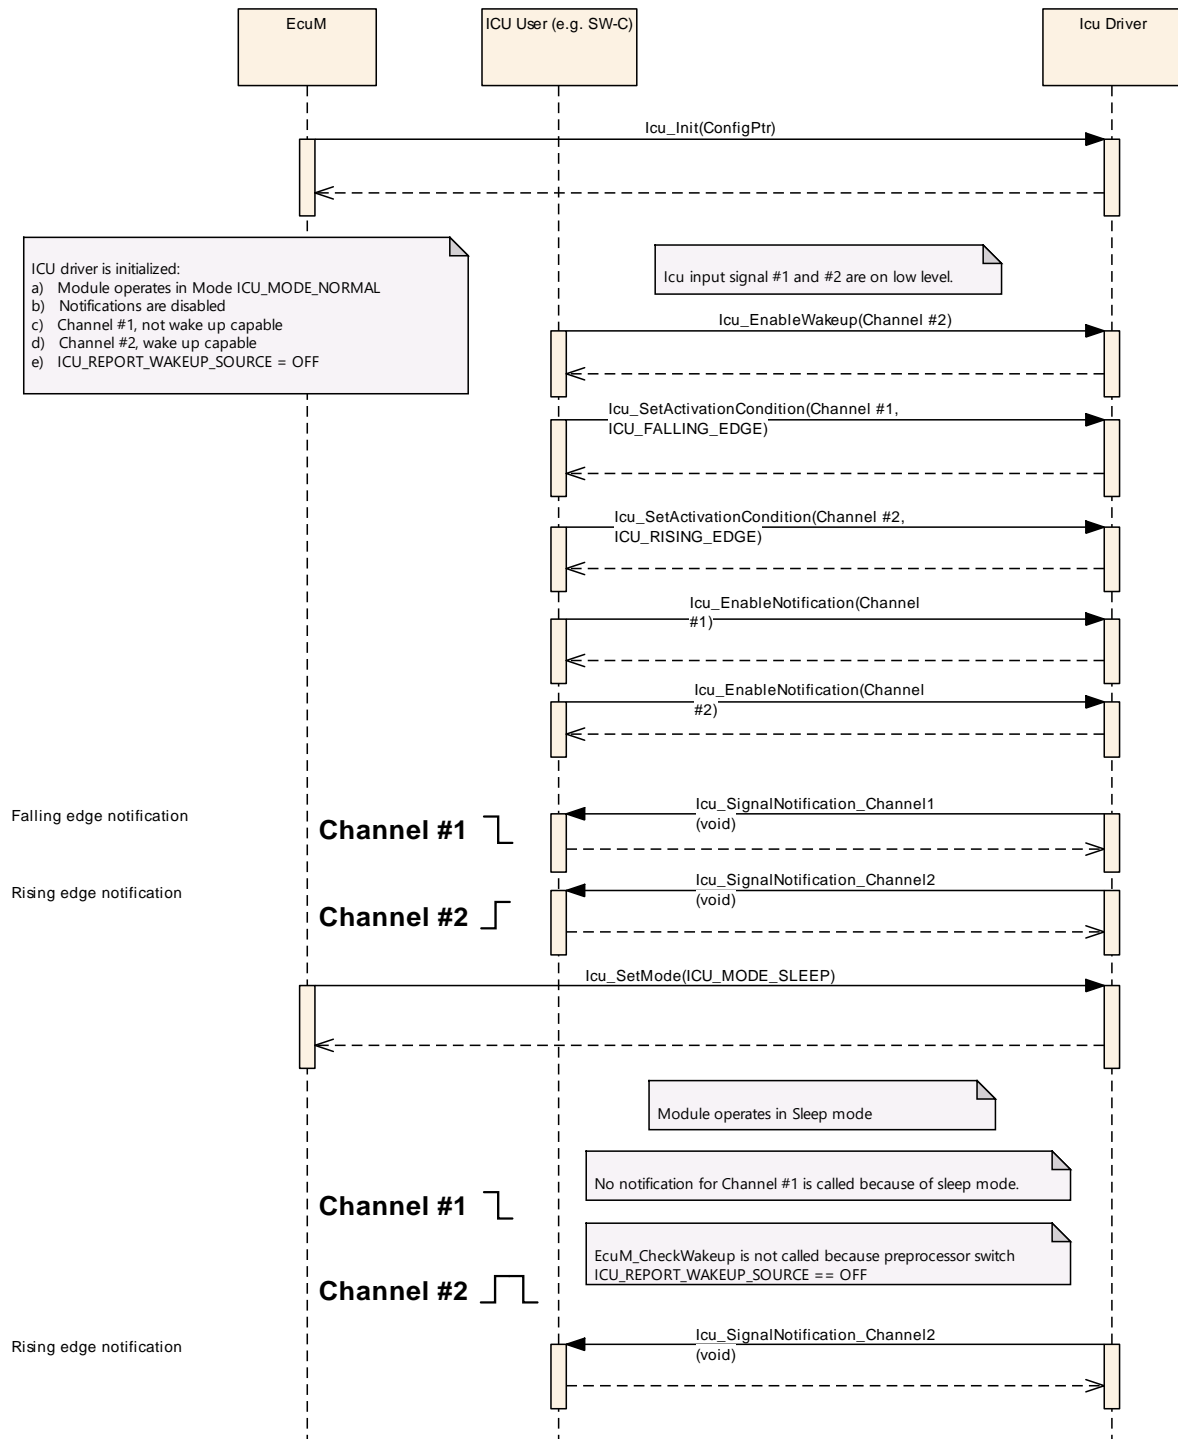 EcuM
ICU User (e.g. SW-C)
Icu Driver
Icu_Init(ConfigPtr)
ICU driver is initialized:
a) Module operates in Mode ICU_MODE_NORMAL
b) Notifications are disabled
c) Channel #1, not wake up capable
d) Channel #2, wake up capable
e) ICU_REPORT_WAKEUP_SOURCE = OFF
Icu input signal #1 and #2 are on low level.
Icu_EnableWakeup(Channel #2)
Icu_SetActivationCondition(Channel #1,
ICU_FALLING_EDGE)
Icu_SetActivationCondition(Channel #2,
ICU_RISING_EDGE)
Icu_EnableNotification(Channel
#1)
Icu_EnableNotification(Channel
#2)
Falling edge notification
Channel #1
Icu_SignalNotification_Channel1
(void)
Rising edge notification
Channel #2
Icu_SignalNotification_Channel2
(void)
Icu_SetMode(ICU_MODE_SLEEP)
Module operates in Sleep mode
Channel #1
No notification for Channel #1 is called because of sleep mode.
Channel #2
EcuM_CheckWakeup is not called because preprocessor switch
ICU_REPORT_WAKEUP_SOURCE == OFF
Rising edge notification
Icu_SignalNotification_Channel2
(void)